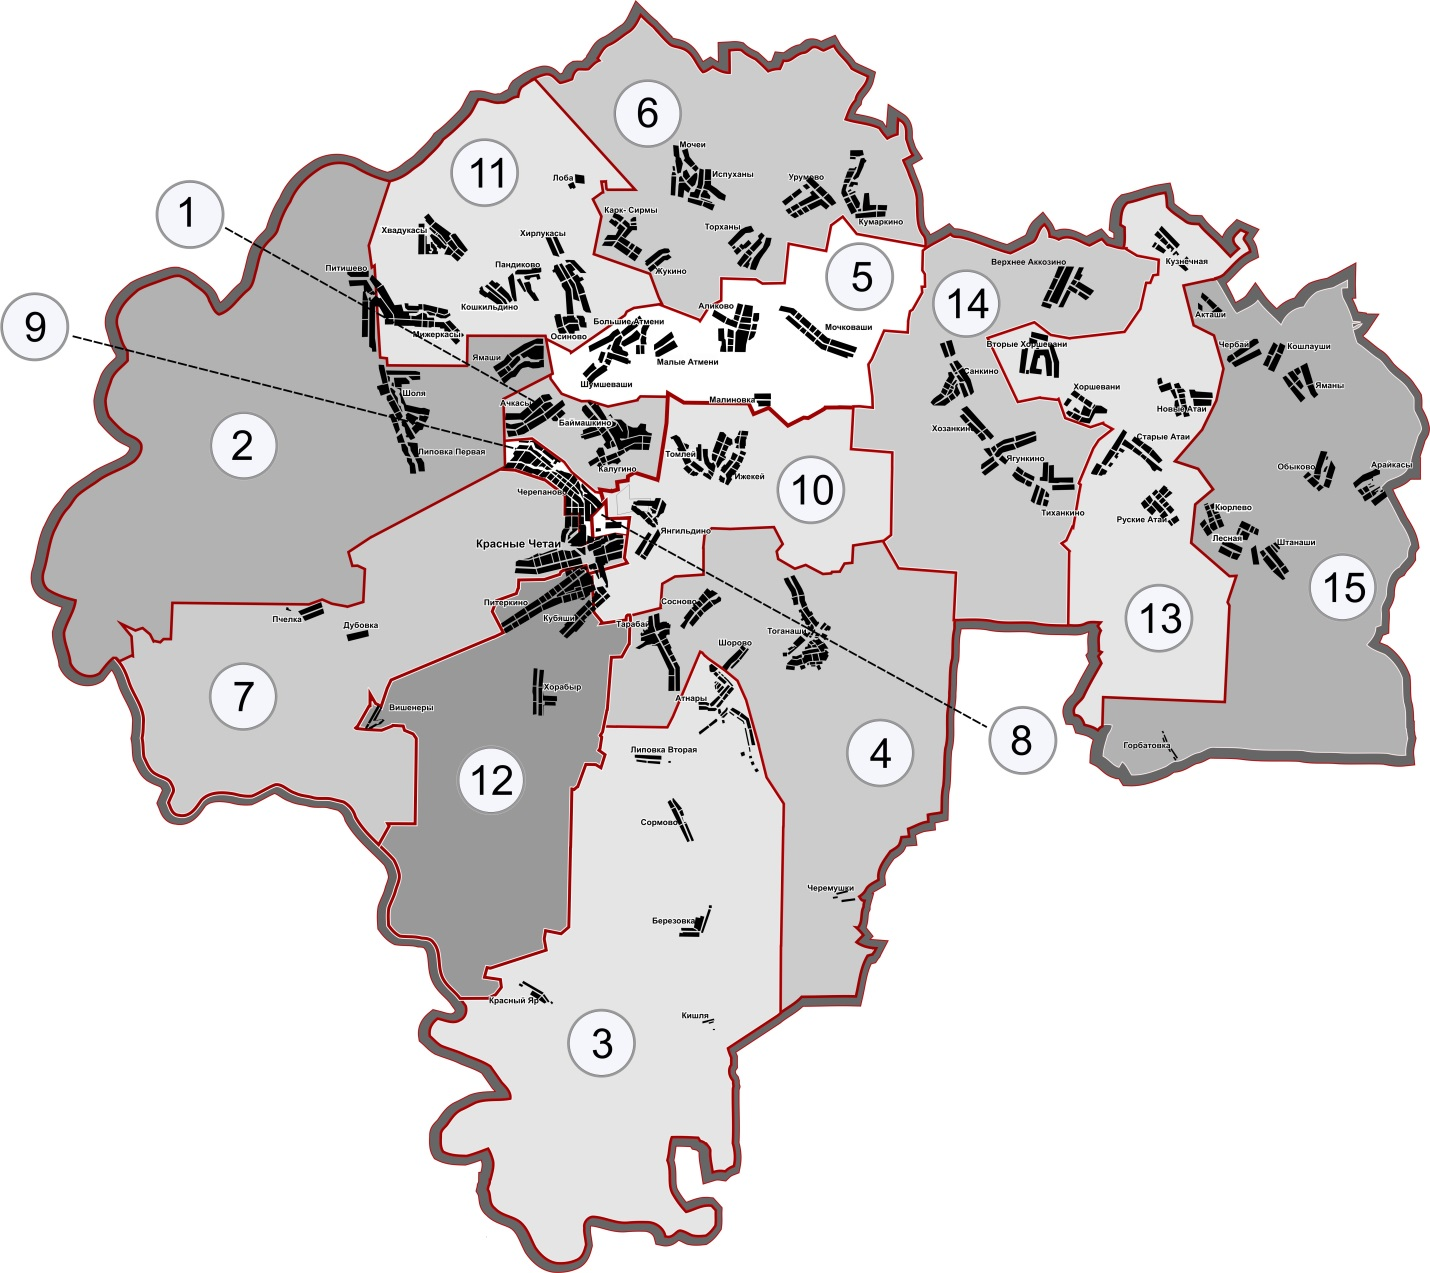 6
Мочеи
11
Испуханы
Лоба
Урумово
1
Карк- Сирмы
Кумаркино
Торханы
Хвадукасы
Хирлукасы
5
Кузнечная
Питишево
Пандиково
Жукино
Верхнее Аккозино
14
Кошкильдино
Апиково
Акташи
9
Большие Атмени
Мочковаши
Мижеркасы
Осиново
Вторые Хоршевани
Чербаи
Кошлауши
Ямаши
Малые Атмени
Санкино
Шумшеваши
Хоршевани
Яманы
Шоля
Малиновка
Ачкасы
Новые Атаи
Баймашкино
Хозанкино
2
Старые Атаи
Липовка Первая
Томлей
Ягункино
Калугино
Обыково
Арайкасы
Ижекей
10
Черепаново
Кюрлево
Тиханкино
Руские Атаи
Янгильдино
Красные Четаи
Лесная
Штанаши
15
Питеркино
Сосново
Пчелка
Кубяши
13
Дубовка
Тарабаи
Тоганаши
Шорово
Хорабыр
7
Атнары
Вишенеры
8
Липовка Вторая
4
Горбатовка
12
Сормово
Черемушки
Березовка
Красный Яр
Кишля
3